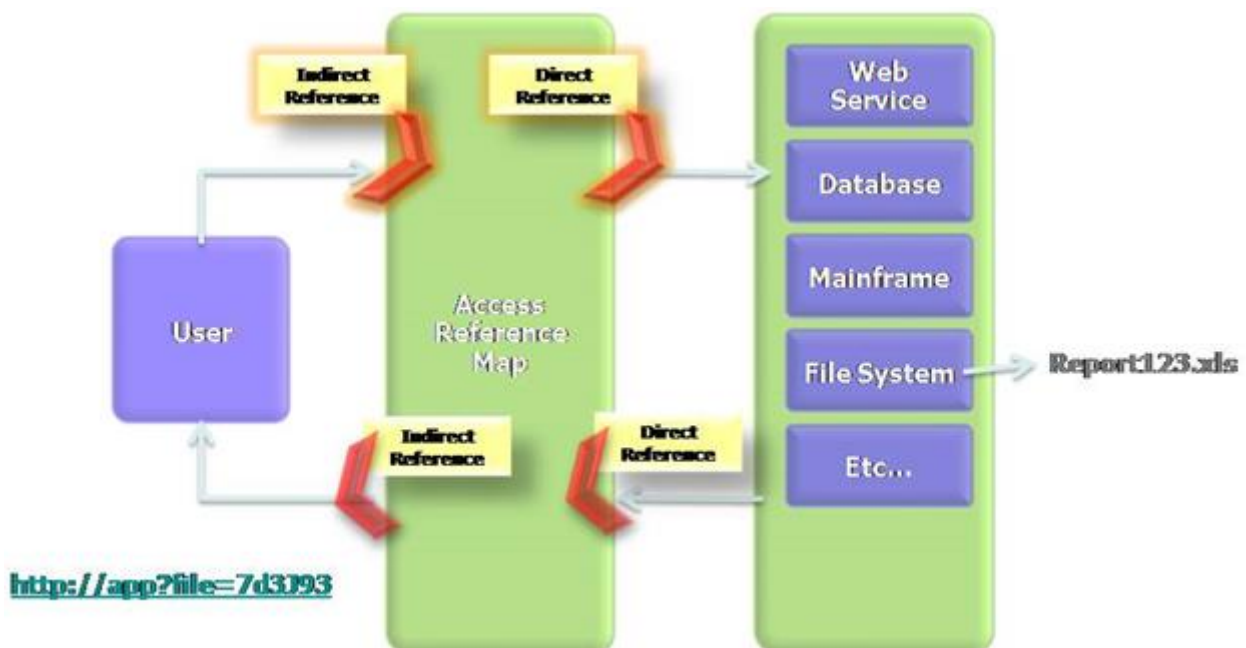 Indirect
Reference
Direct
Reference
Web
Service
Database
Mainframe
User
Access
Reference
Map
File System
Report123.xls
Indirect
Reference
Direct
Reference
Etc...
http://app?file=7d3J93